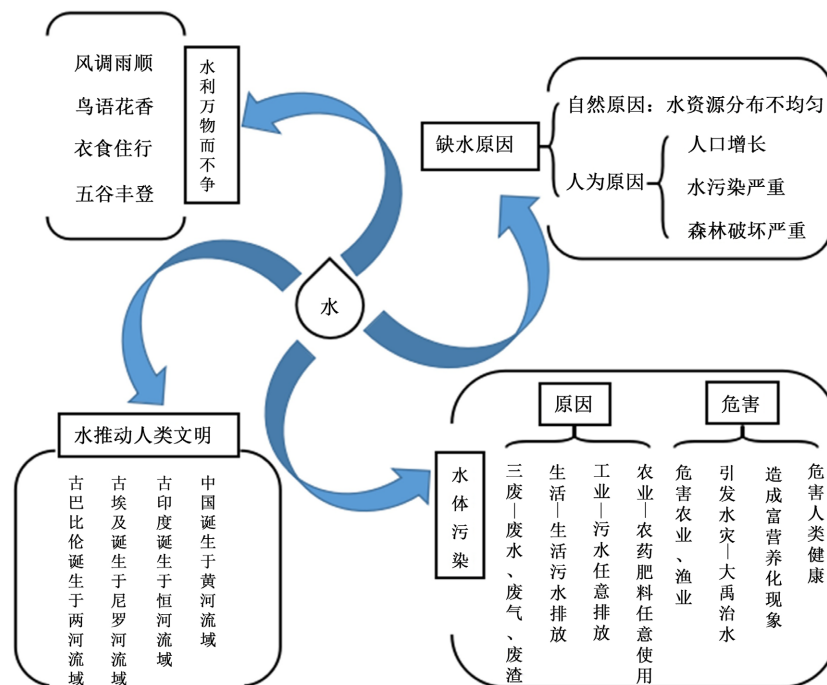 风调雨顺
鸟语花香
衣食住行
五谷丰登
水利万物而不争
缺水原因
自然原因：水资源分布不均匀
人为原因
人口增长
水污染严重
森林破坏严重
水
水推动人类文明
古巴比伦诞生于两河流域
古埃及诞生于尼罗河流域
古印度诞生于恒河流域
中国诞生于黄河流域
水体污染
原因
三废—废水、废气、废渣
生活—生活污水排放
工业—污水任意排放
农业—农药肥料任意使用
危害
危害农业、渔业
引发水灾—大禹治水
造成富营养化现象
危害人类健康